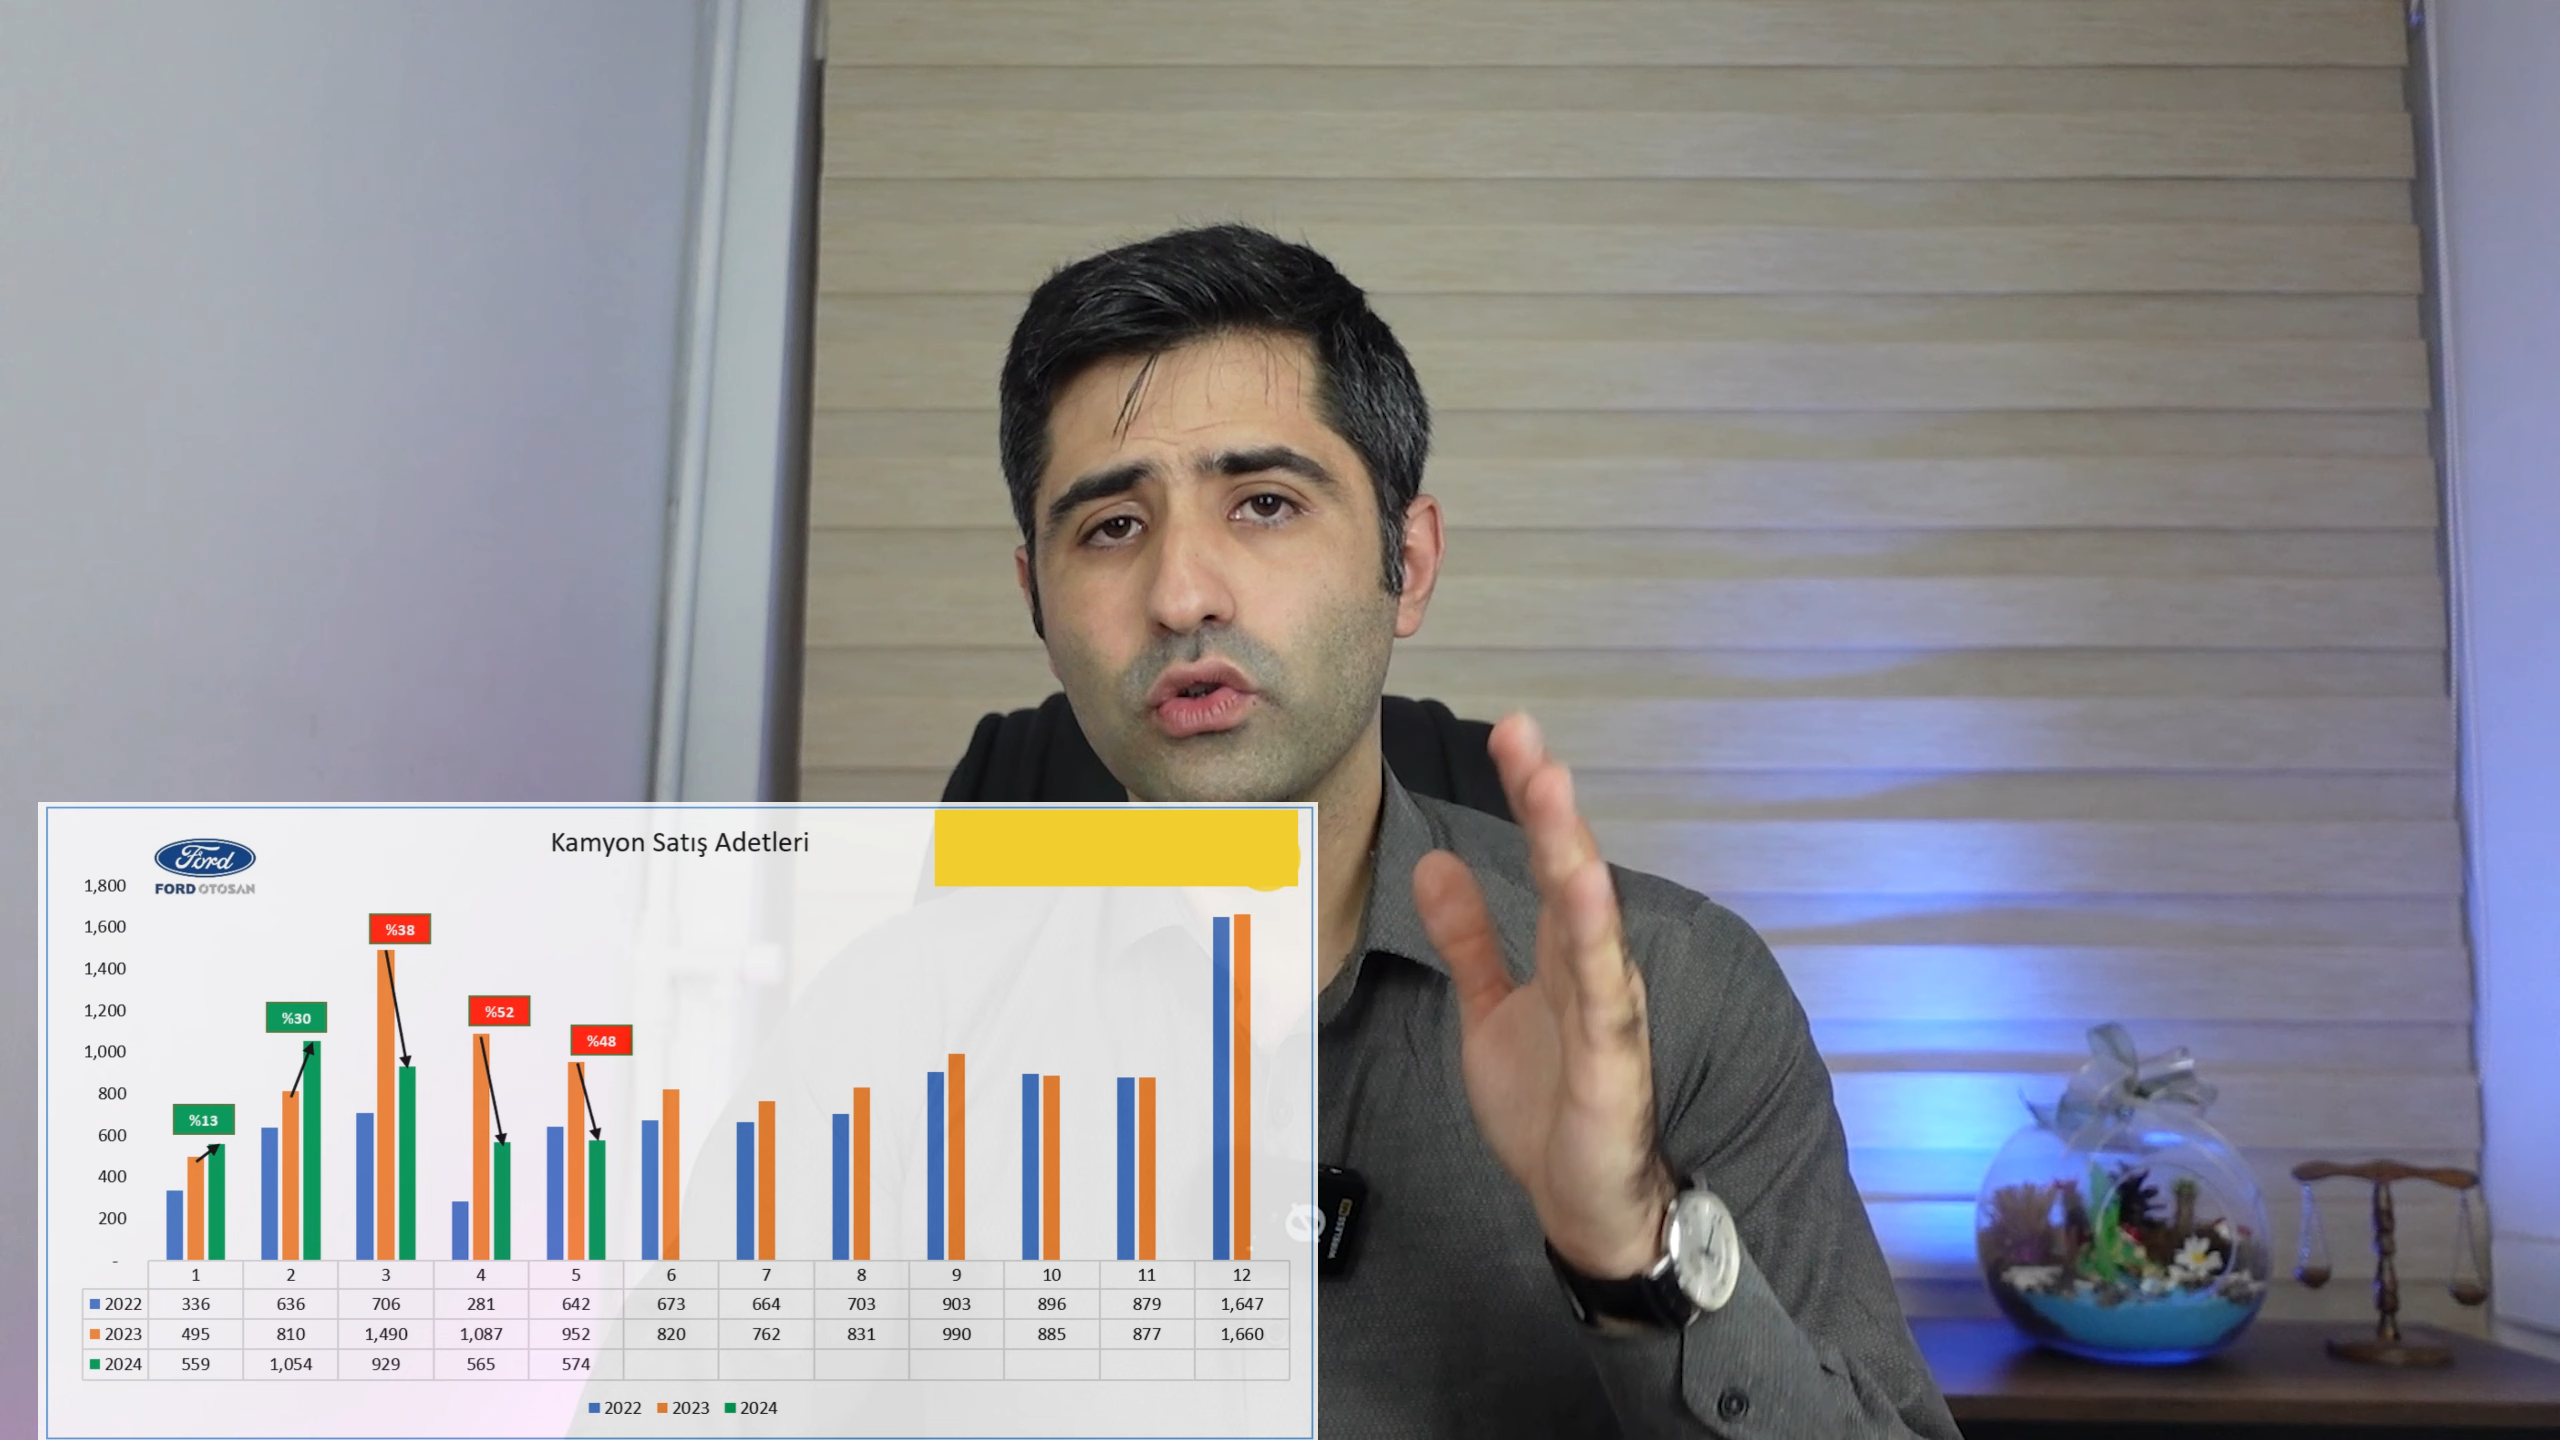 Kamyon Satış Adetleri
Ford
FORD OTOSAN
1,800
1,600
1,400
1,200
1,000
800
600
400
200
-
%13
%30
%38
%52
%48
1 2 3 4 5 6 7 8 9 10 11 12
2022 336 636 706 281 642 673 664 703 903 896 879 1,647
2023 495 810 1,490 1,087 952 820 762 831 990 885 877 1,660
2024 559 1,054 929 565 574
2022 2023 2024
WIRELESS